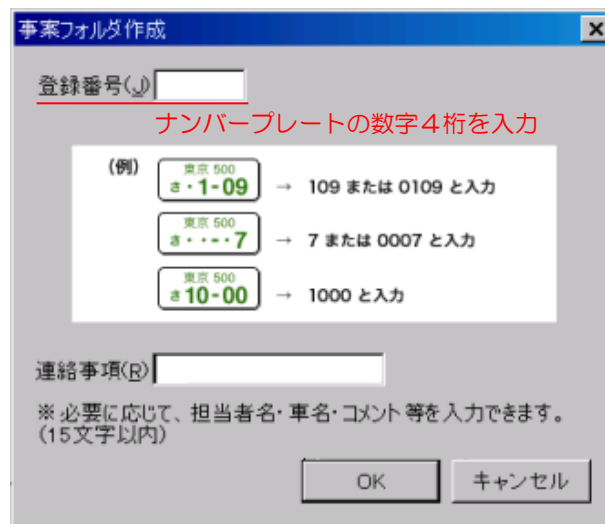 事案フォルダ作成
登録番号(J)
ナンバープレートの数字4桁を入力
(例) 東京 500
さ・1-09 → 109 または 0109 と入力
東京 500
さ・・-・7 → 7 または 0007 と入力
東京 500
さ10-00 → 1000 と入力
連絡事項(R)
※必要に応じて、担当者名・車名・コメント等を入力できます。
(15文字以内)
OK キャンセル